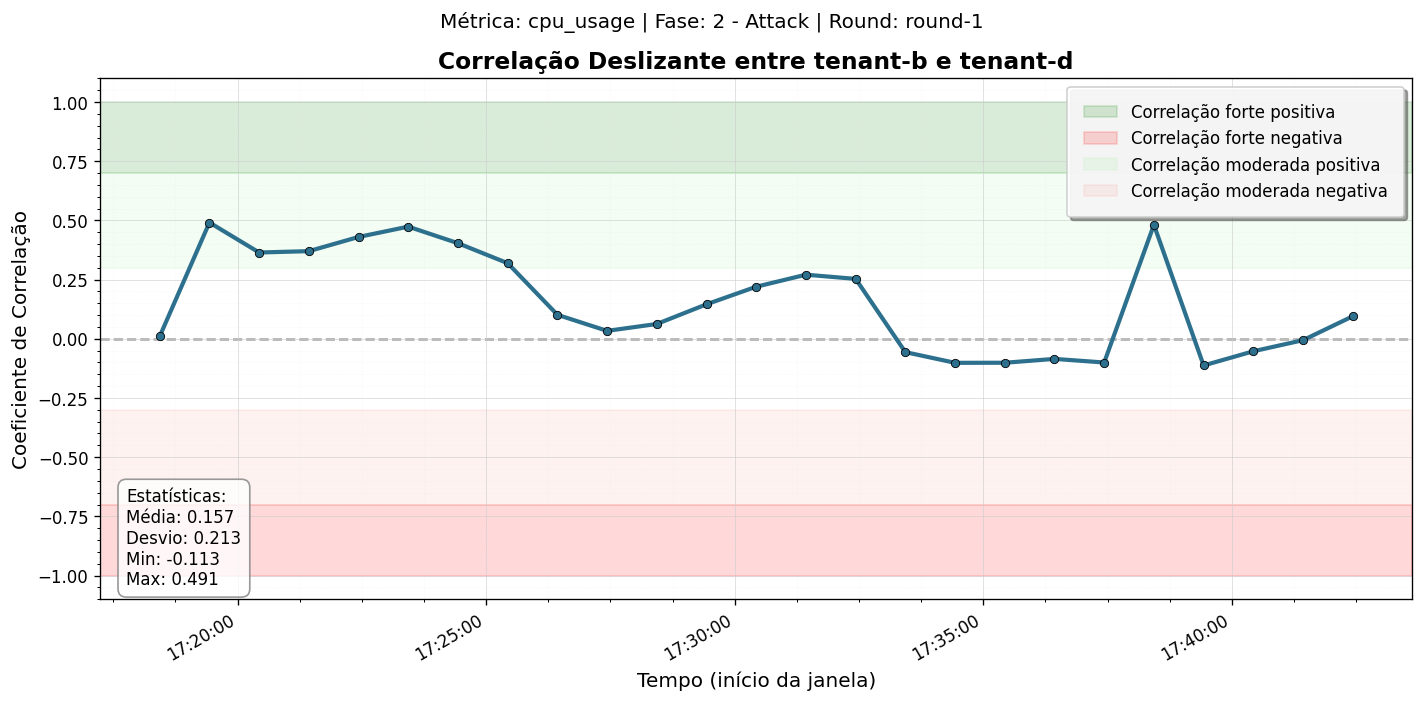 Métrica: cpu_usage | Fase: 2 - Attack | Round: round-1
Correlação Deslizante entre tenant-b e tenant-d
Coeficiente de Correlação
1.00
0.75
0.50
0.25
0.00
−0.25
−0.50
−0.75
−1.00
Correlação forte positiva
Correlação forte negativa
Correlação moderada positiva
Correlação moderada negativa
Estatísticas:
Média: 0.157
Desvio: 0.213
Min: -0.113
Max: 0.491
17:20:00
17:25:00
17:30:00
17:35:00
17:40:00
Tempo (início da janela)